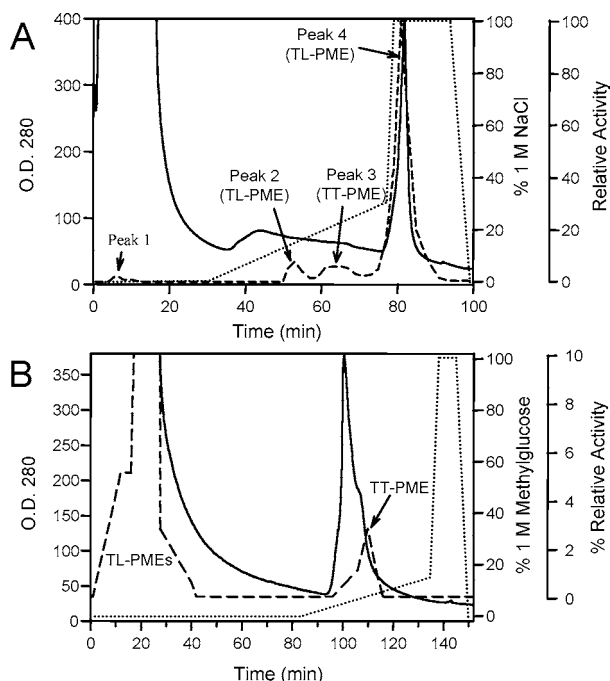 A
400
300
200
100
0
O.D. 280
Peak 1
Peak 2
(TL-PME)
Peak 3
(TT-PME)
Peak 4
(TL-PME)
100
80
60
40
20
0
% 1 M NaCl
100
80
60
40
20
0
Relative Activity
0 20 40 60 80 100
Time (min)
B
350
300
250
200
150
100
50
0
O.D. 280
TL-PMEs
TT-PME
100
80
60
40
20
0
% 1 M Methylglucose
10
8
6
4
2
0
% Relative Activity
0 20 40 60 80 100 120 140
Time (min)